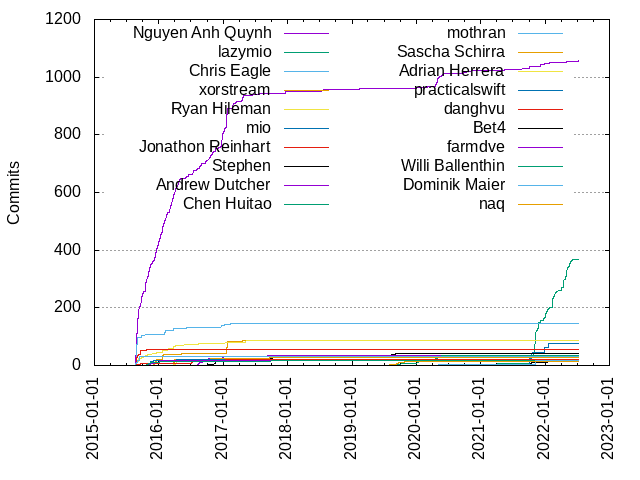 1200
1000
800
600
400
200
0
Commits
Nguyen Anh Quynh
lazymio
Chris Eagle
xorstream
Ryan Hileman
mio
Jonathon Reinhart
Stephen
Andrew Dutcher
Chen Huitao
mothran
Sascha Schirra
Adrian Herrera
practicalswift
danghvu
Bet4
farmdve
Willi Ballenthin
Dominik Maier
naq
2015-01-01
2016-01-01
2017-01-01
2018-01-01
2019-01-01
2020-01-01
2021-01-01
2022-01-01
2023-01-01